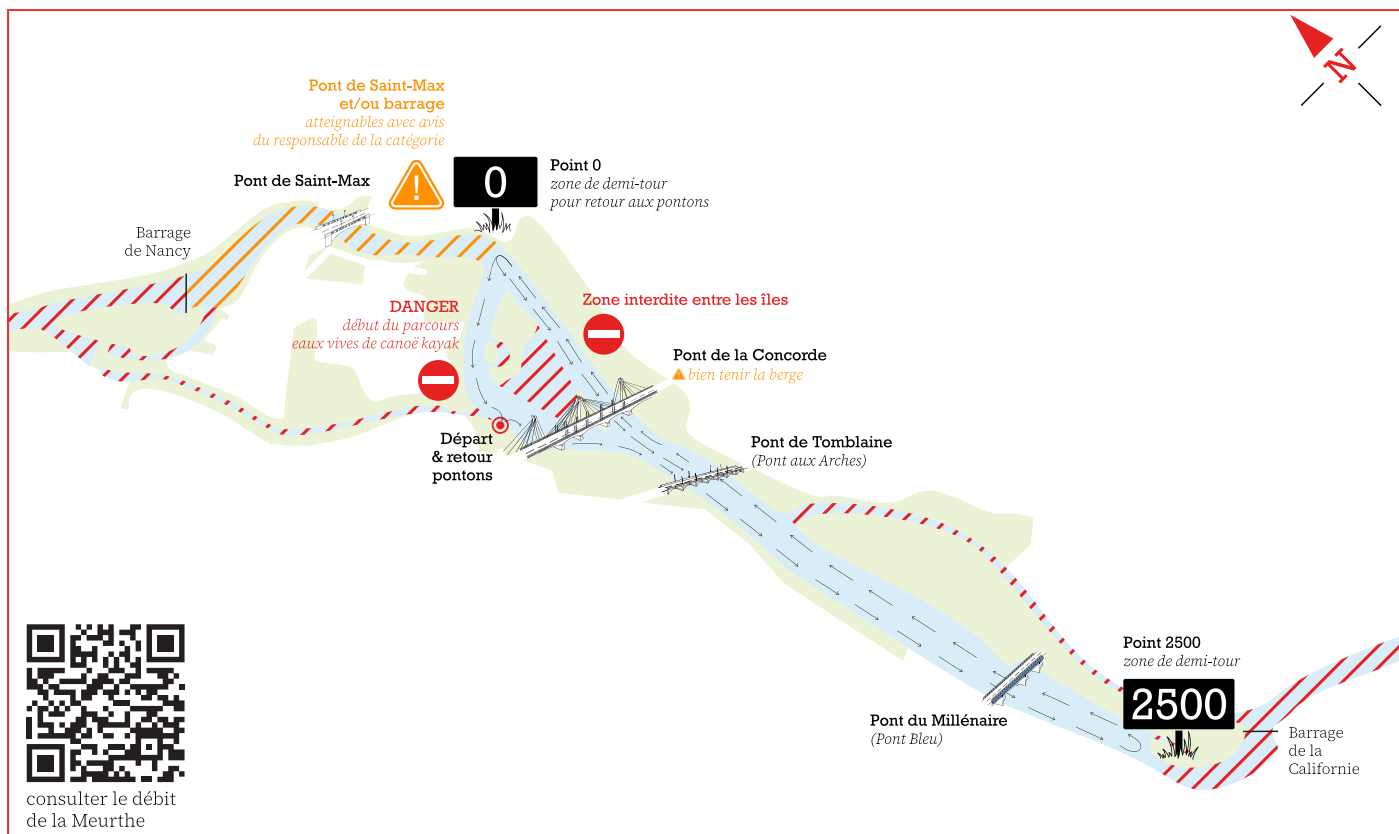 N
Pont de Saint-Max
et/ou barrage
atteignables avec avis
du responsable de la catégorie
Pont de Saint-Max
!
0
Point 0
zone de demi-tour
pour retour aux pontons
Barrage
de Nancy
DANGER
début du parcours
eaux vives de canoë kayak
Zone interdite entre les îles
Pont de la Concorde
bien tenir la berge
Départ
& retour
pontons
Pont de Tomblaine
(Pont aux Arches)
Point 2500
zone de demi-tour
2500
Pont du Millénaire
(Pont Bleu)
Barrage
de la
Californie
consulter le débit
de la Meurthe